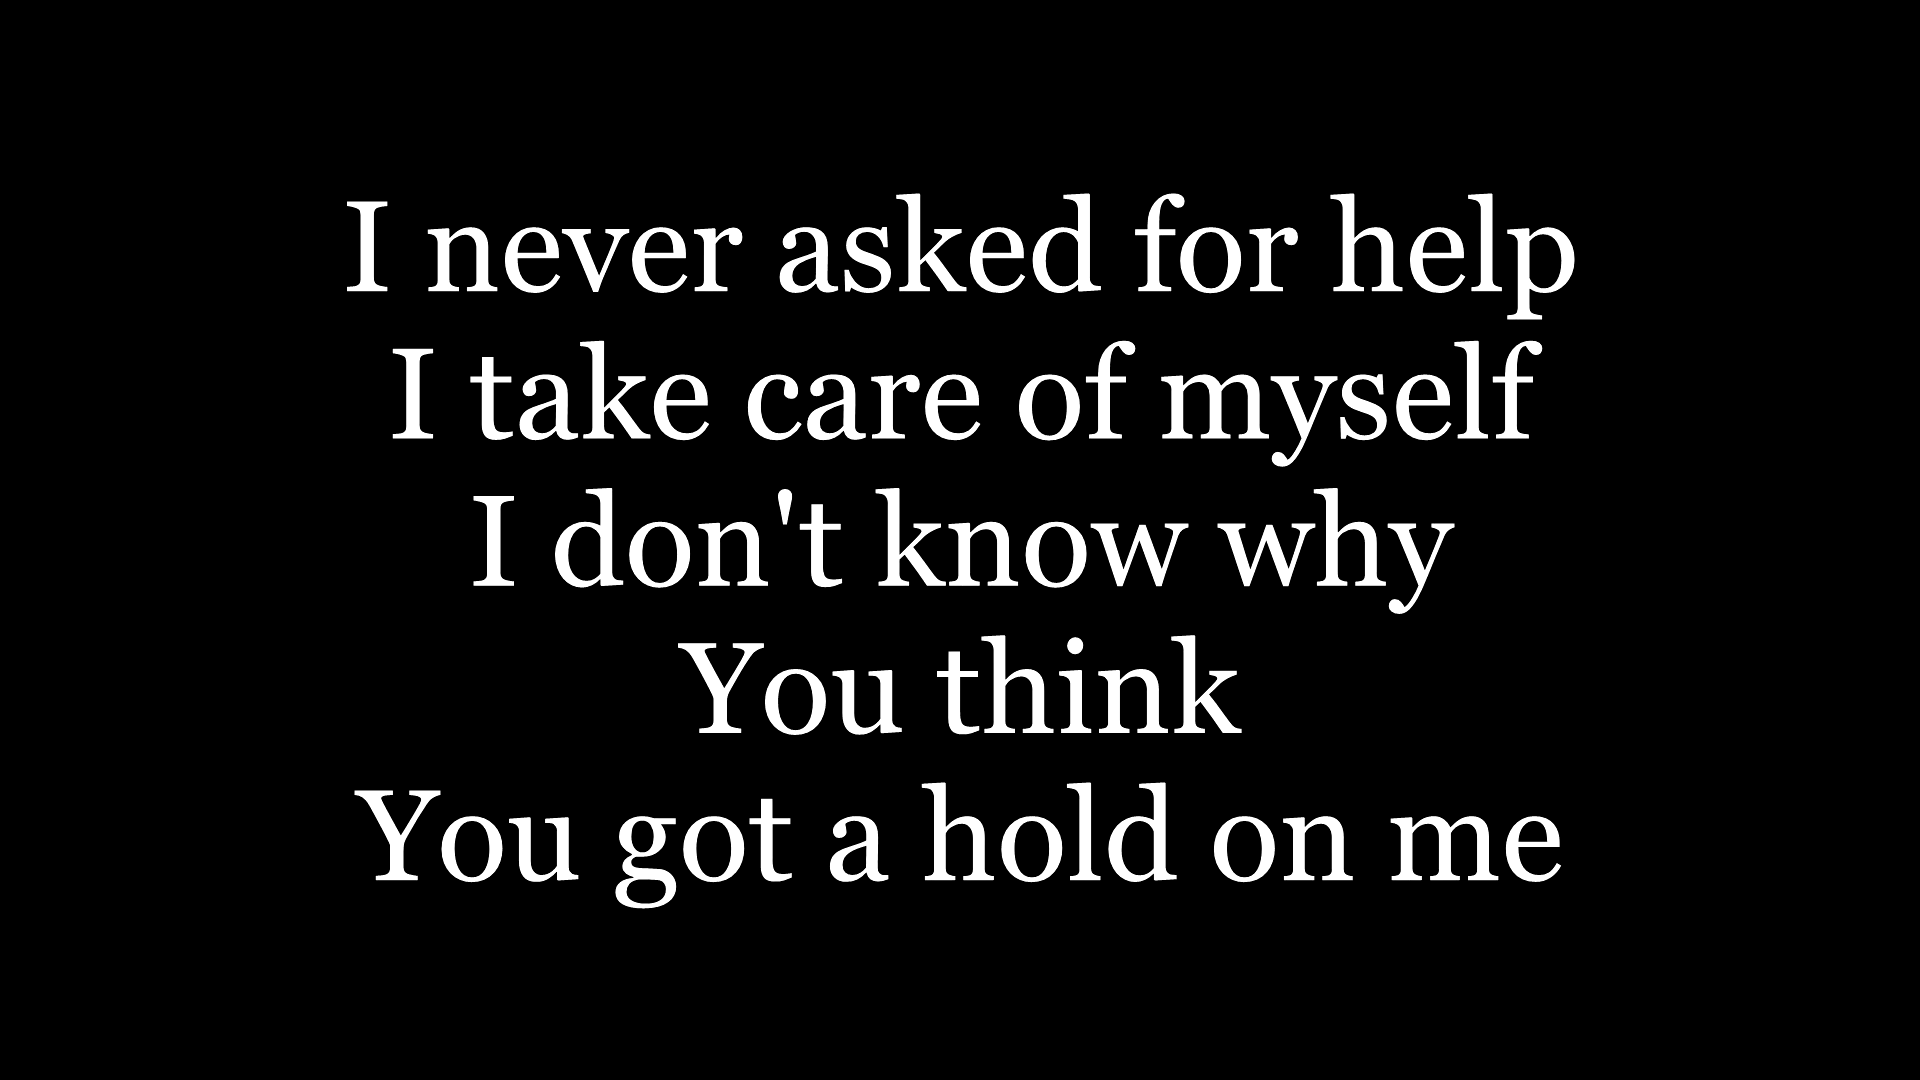 I never asked for help
I take care of myself
I don't know why
You think
You got a hold on me